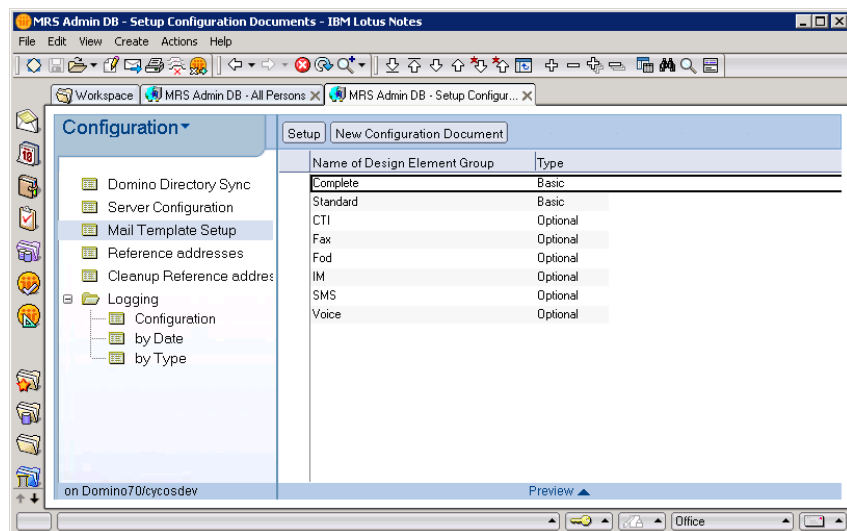 MRS Admin DB - Setup Configuration Documents - IBM Lotus Notes
File Edit View Create Actions Help
Workspace MRS Admin DB - All Persons MRS Admin DB - Setup Configur...
Configuration
Setup New Configuration Document
Name of Design Element Group Type
Complete Basic
Standard Basic
CTI Optional
Fax Optional
Fod Optional
IM Optional
SMS Optional
Voice Optional
Domino Directory Sync
Server Configuration
Mail Template Setup
Reference addresses
Cleanup Reference addres
Logging
Configuration
by Date
by Type
18
on Domino70/cycosdev Preview
Office